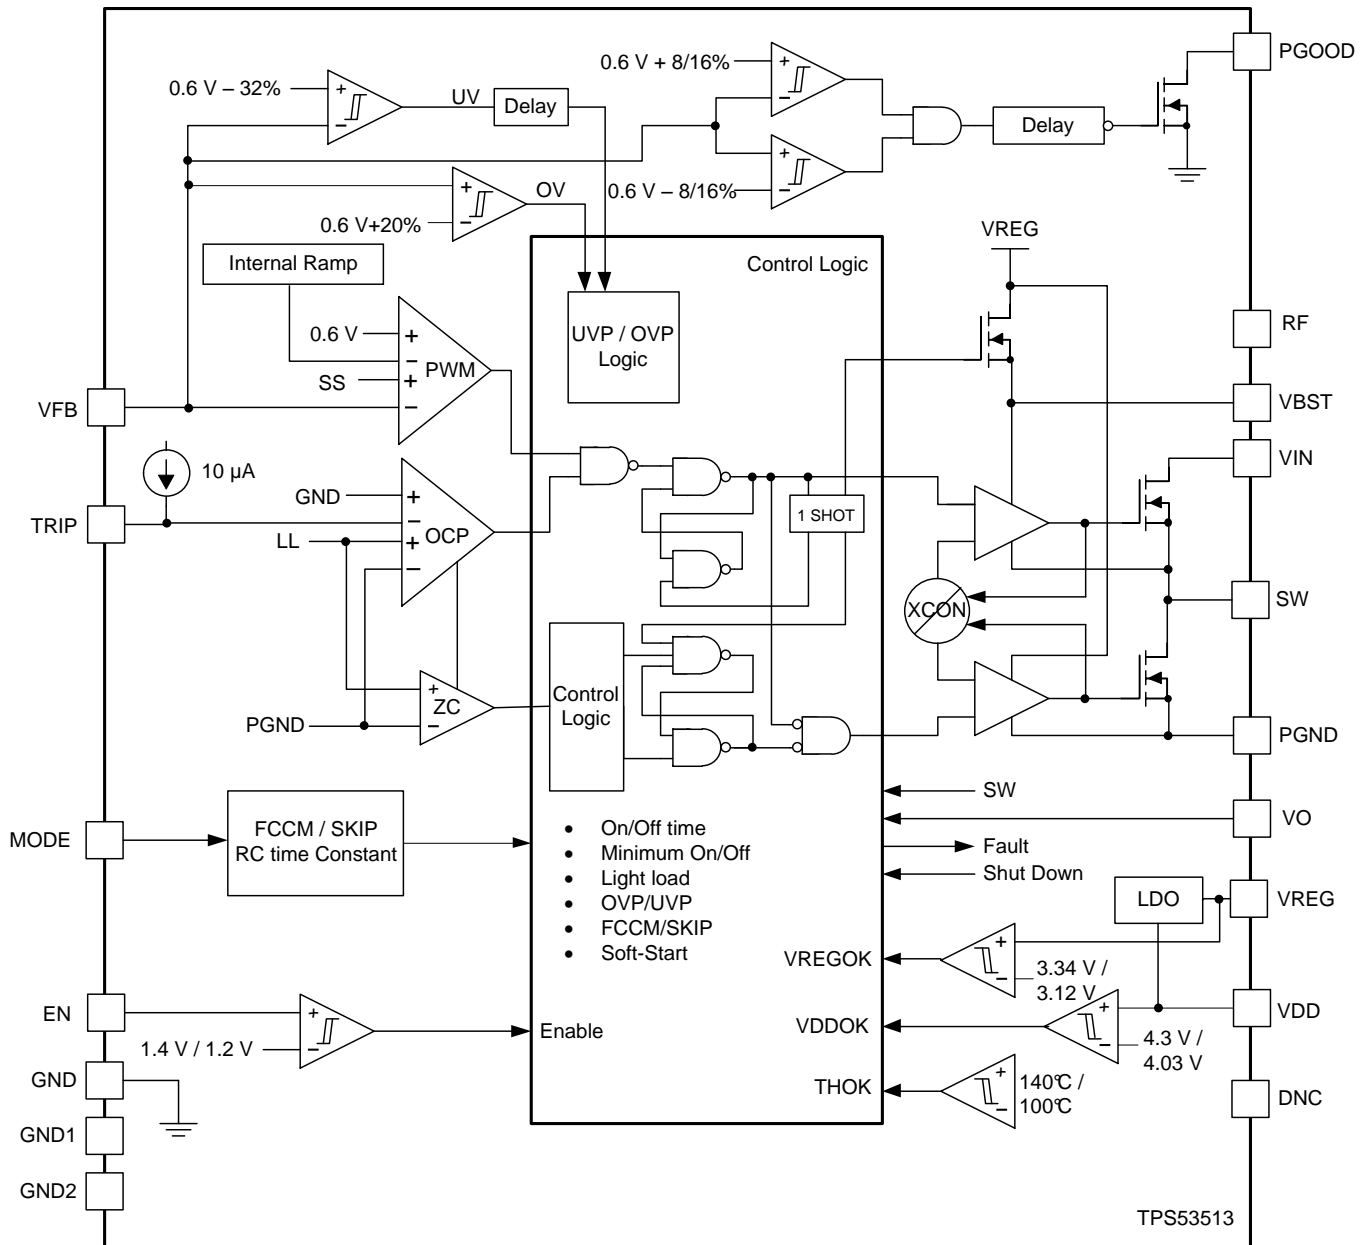 PGOOD
0.6 V + 8/16%
0.6 V – 32%
UV
Delay
Delay
0.6 V – 8/16%
OV
0.6 V+20%
VREG
Internal Ramp
Control Logic
UVP / OVP
Logic
RF
0.6 V
PWM
SS
VFB
VBST
VIN
10 µA
GND
TRIP
OCP
LL
1 SHOT
XCON
SW
Control
Logic
ZC
PGND
PGND
SW
VO
MODE
FCCM / SKIP
RC time Constant
• On/Off time
• Minimum On/Off
• Light load
• OVP/UVP
• FCCM/SKIP
• Soft-Start
Fault
Shut Down
LDO
VREG
VREGOK
3.34 V /
3.12 V
EN
Enable
1.4 V / 1.2 V
VDDOK
4.3 V /
4.03 V
VDD
GND
THOK
140°C /
100°C
DNC
GND1
GND2
TPS53513
+
−
+
−
+
−
+
−
+
−
+
−
+
−
+
−
+
−
+
−
+
−
+
−
+
−